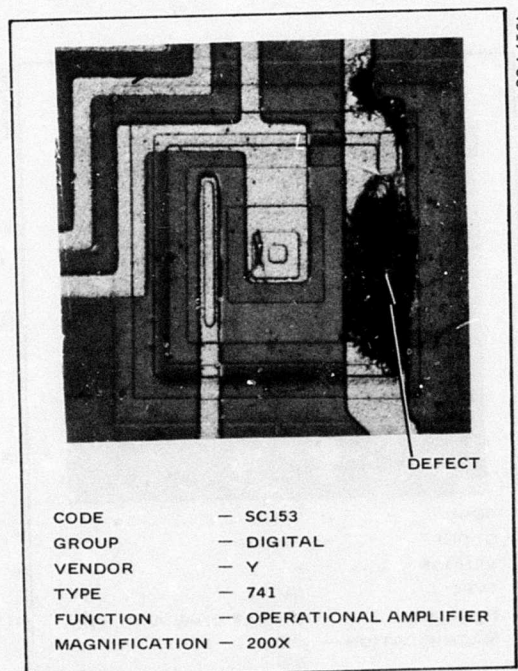 DEFECT
CODE — SC153
GROUP — DIGITAL
VENDOR — Y
TYPE — 741
FUNCTION — OPERATIONAL AMPLIFIER
MAGNIFICATION — 200X